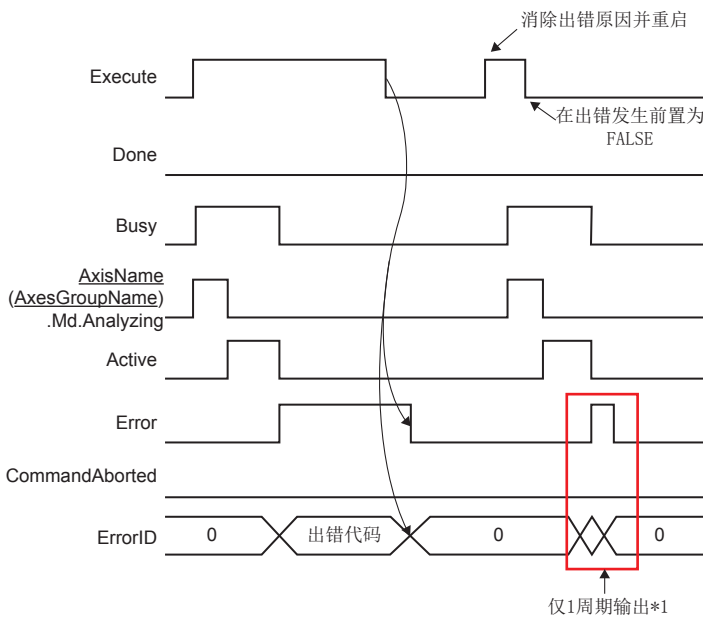 消除出错原因并重启
Execute
在出错发生前置为
FALSE
Done
Busy
AxisName
(AxesGroupName)
.Md.Analyzing
Active
Error
CommandAborted
ErrorID
0
出错代码
0
0
仅1周期输出*1